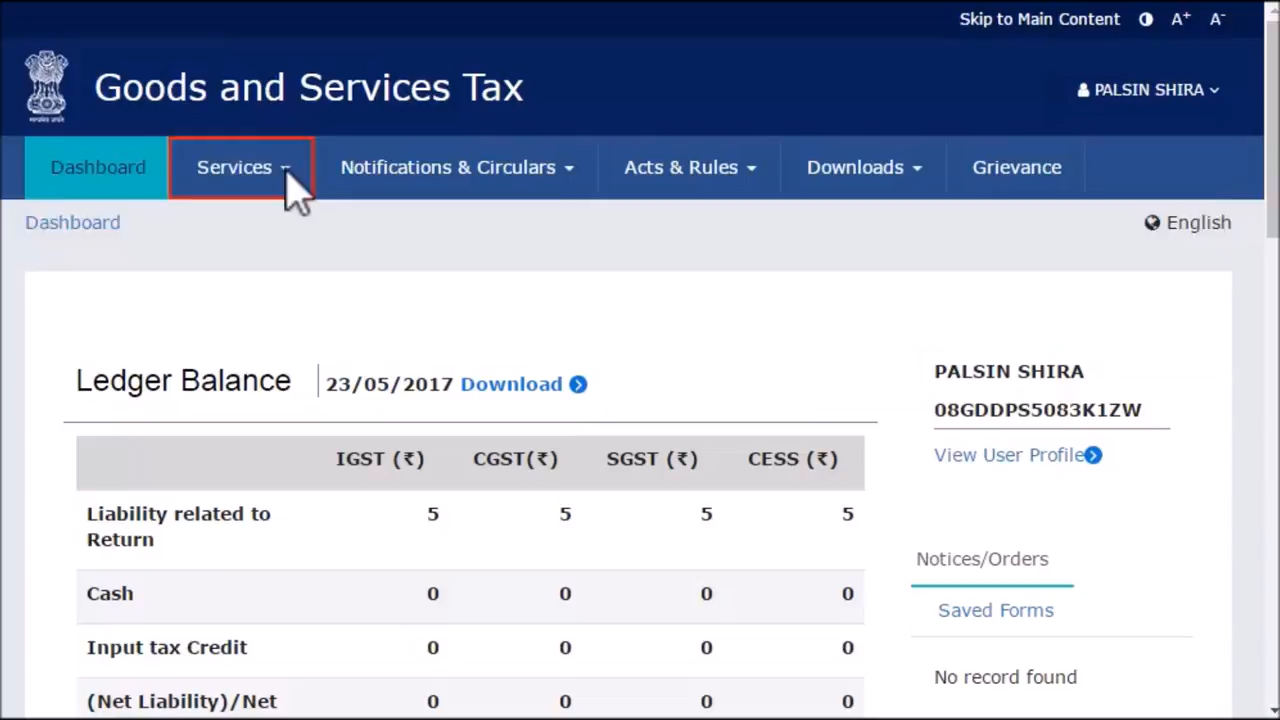 Skip to Main Content A+ A-
Goods and Services Tax
PALSIN SHIRA
Dashboard Services Notifications & Circulars Acts & Rules Downloads Grievance
Dashboard English
Ledger Balance 23/05/2017 Download
PALSIN SHIRA
08GDDPS5083K1ZW
View User Profile
IGST (₹) CGST(₹) SGST (₹) CESS (₹)
Liability related to
Return 5 5 5 5
Cash 0 0 0 0
Input tax Credit 0 0 0 0
(Net Liability)/Net 0 0 0 0
Notices/Orders
Saved Forms
No record found